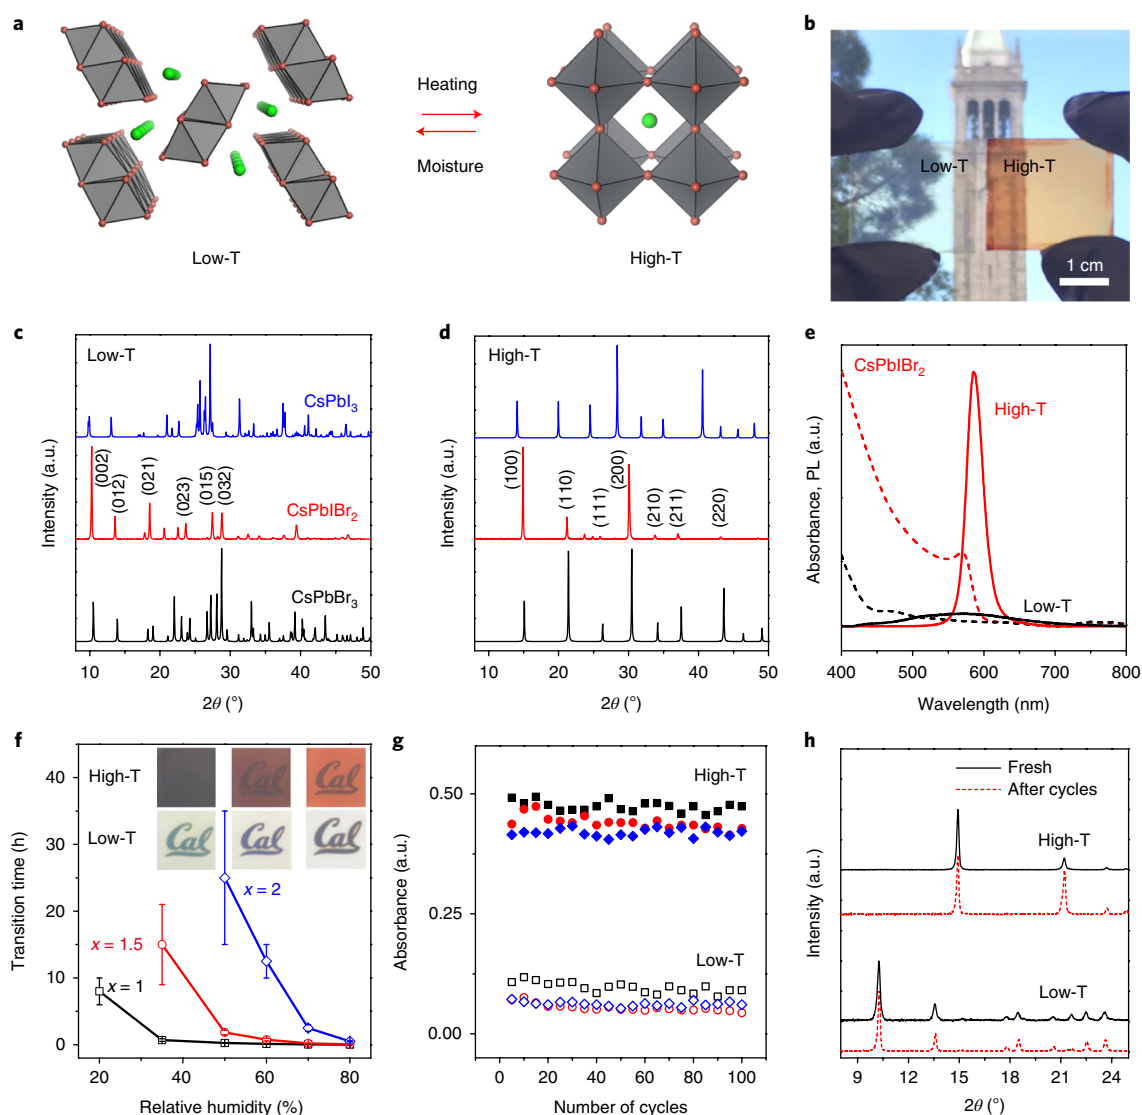 a
Heating
Moisture
Low-T
High-T
b
Low-T
High-T
1 cm
c
Low-T
CsPbI₃
(002)
(012)
(021)
(023)
(015)
(032)
CsPbIBr₂
CsPbBr₃
Intensity (a.u.)
10 20 30 40 50
2θ (°)
d
High-T
(100)
(110)
(111)
(200)
(210)
(211)
(220)
Intensity (a.u.)
10 20 30 40 50
2θ (°)
e
CsPbIBr₂
High-T
Low-T
Absorbance, PL (a.u.)
400 500 600 700 800
Wavelength (nm)
f
High-T
Cal
Cal
Low-T
Cal
Cal
Cal
x = 2
x = 1.5
x = 1
Transition time (h)
40
30
20
10
0
20 40 60 80
Relative humidity (%)
g
High-T
Low-T
Absorbance (a.u.)
0.50
0.25
0.00
0 20 40 60 80 100
Number of cycles
h
Fresh
After cycles
High-T
Low-T
Intensity (a.u.)
9 12 15 18 21 24
2θ (°)